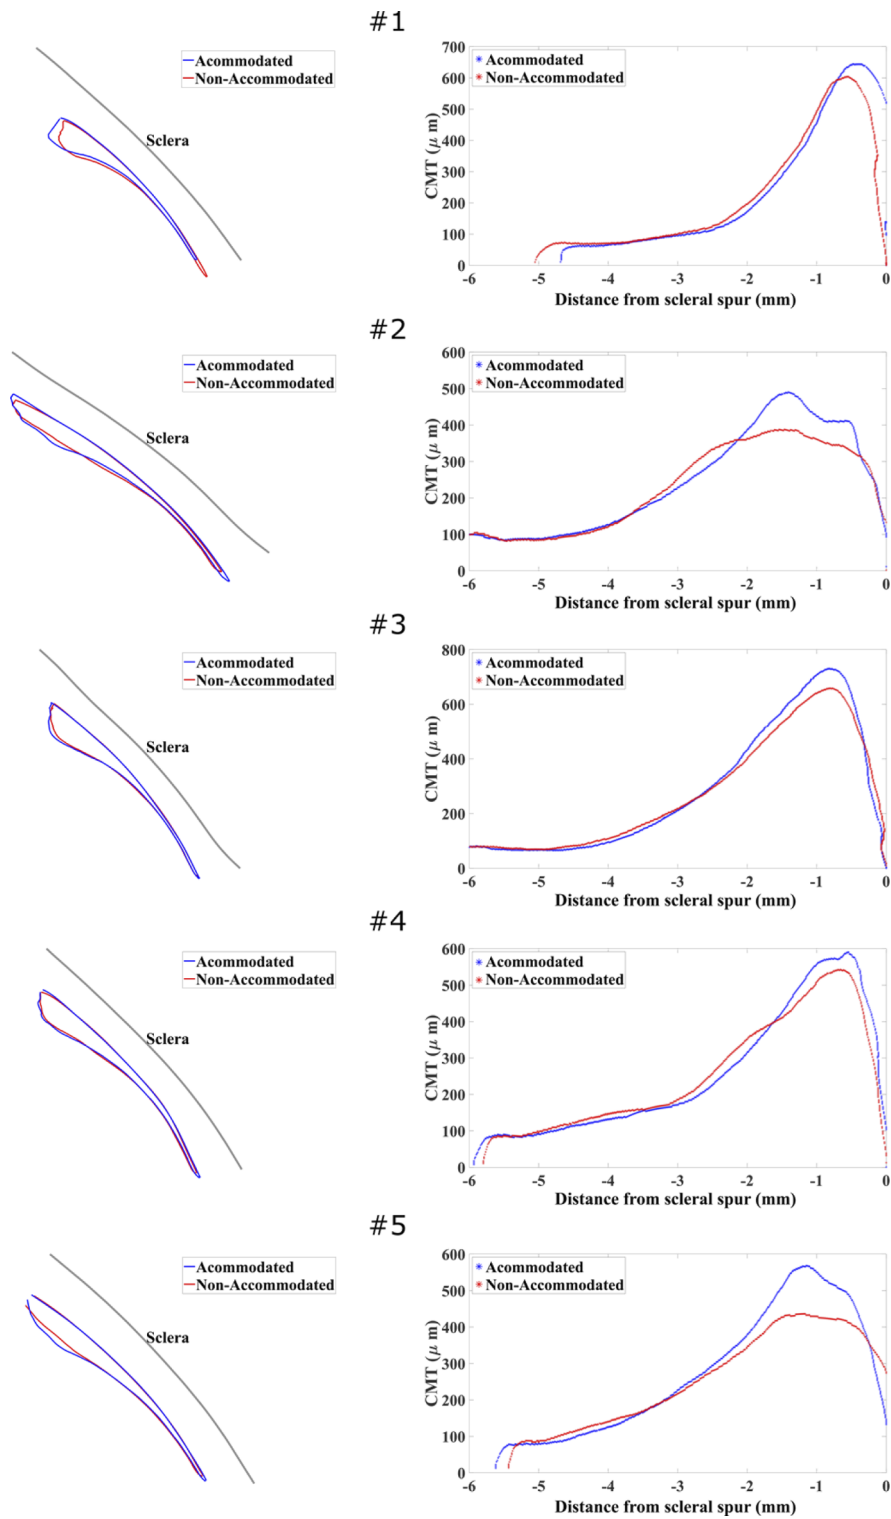 #1
Acommodated
Non-Accommodated
Sclera
700
600
500
400
300
200
100
0
CMT (μ m)
Acommodated
Non-Accommodated
-6 -5 -4 -3 -2 -1 0
Distance from scleral spur (mm)
#2
Acommodated
Non-Accommodated
Sclera
600
500
400
300
200
100
0
CMT (μ m)
Acommodated
Non-Accommodated
-6 -5 -4 -3 -2 -1 0
Distance from scleral spur (mm)
#3
Acommodated
Non-Accommodated
Sclera
800
600
400
200
0
CMT (μ m)
Acommodated
Non-Accommodated
-6 -5 -4 -3 -2 -1 0
Distance from scleral spur (mm)
#4
Acommodated
Non-Accommodated
Sclera
600
500
400
300
200
100
0
CMT (μ m)
Acommodated
Non-Accommodated
-6 -5 -4 -3 -2 -1 0
Distance from scleral spur (mm)
#5
Acommodated
Non-Accommodated
Sclera
600
500
400
300
200
100
0
CMT (μ m)
Acommodated
Non-Accommodated
-6 -5 -4 -3 -2 -1 0
Distance from scleral spur (mm)